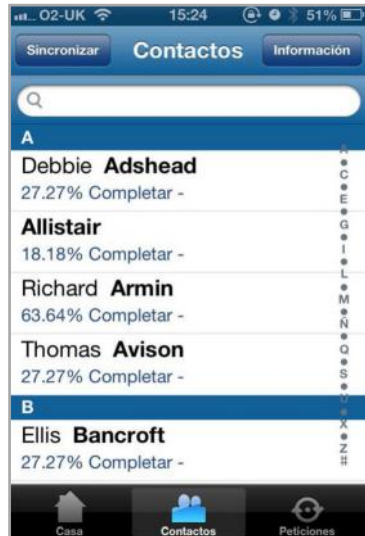 ... O2-UK 15:24 51%
Sincronizar Contactos Información
A
Debbie Adshead
27.27% Completar -
Allistair
18.18% Completar -
Richard Armin
63.64% Completar -
Thomas Avison
27.27% Completar -
B
Ellis Bancroft
27.27% Completar -
A
C
E
G
I
L
M
Ñ
Q
S
U
X
Z
#
Casa Contactos Peticiones